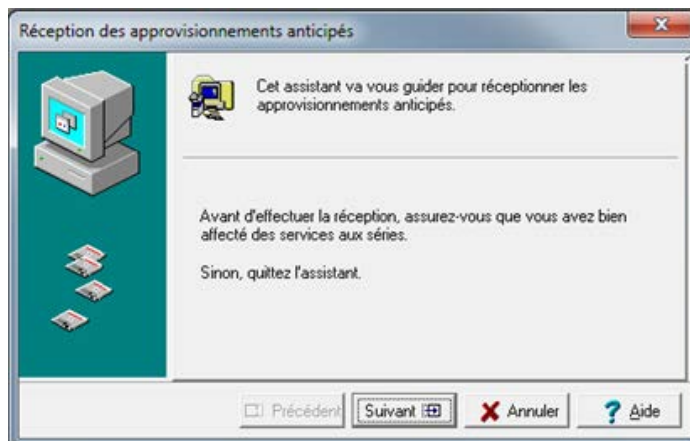 Réception des approvisionnements anticipés
Cet assistant va vous guider pour réceptionner les
approvisionnements anticipés.
Avant d'effectuer la réception, assurez-vous que vous avez bien
affecté des services aux séries.
Sinon, quittez l'assistant.
Précédent
Suivant
Annuler
Aide